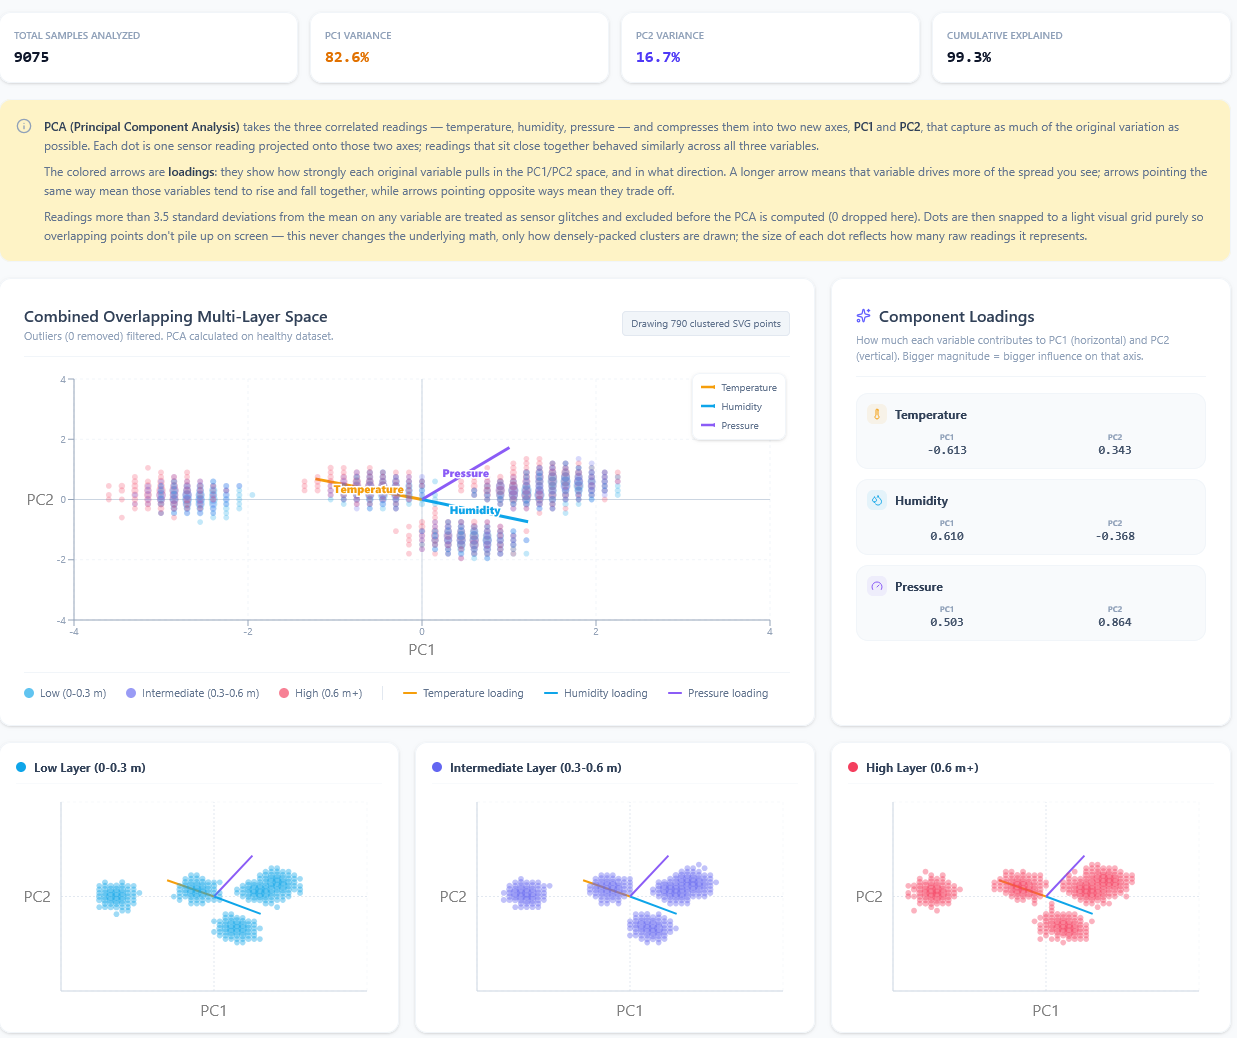 TOTAL SAMPLES ANALYZED
9075
PC1 VARIANCE
82.6%
PC2 VARIANCE
16.7%
CUMULATIVE EXPLAINED
99.3%
PCA (Principal Component Analysis) takes the three correlated readings — temperature, humidity, pressure — and compresses them into two new axes, PC1 and PC2, that capture as much of the original variation as
possible. Each dot is one sensor reading projected onto those two axes; readings that sit close together behaved similarly across all three variables.
The colored arrows are loadings: they show how strongly each original variable pulls in the PC1/PC2 space, and in what direction. A longer arrow means that variable drives more of the spread you see; arrows pointing the
same way mean those variables tend to rise and fall together, while arrows pointing opposite ways mean they trade off.
Readings more than 3.5 standard deviations from the mean on any variable are treated as sensor glitches and excluded before the PCA is computed (0 dropped here). Dots are then snapped to a light visual grid purely so
overlapping points don't pile up on screen — this never changes the underlying math, only how densely-packed clusters are drawn; the size of each dot reflects how many raw readings it represents.
Combined Overlapping Multi-Layer Space
Outliers (0 removed) filtered. PCA calculated on healthy dataset.
Drawing 790 clustered SVG points
Temperature
Humidity
Pressure
4
2
0
-2
-4
PC2
Pressure
Temperature
Humidity
-4
-2
0
2
4
PC1
Low (0-0.3 m)
Intermediate (0.3-0.6 m)
High (0.6 m+)
Temperature loading
Humidity loading
Pressure loading
Component Loadings
How much each variable contributes to PC1 (horizontal) and PC2
(vertical). Bigger magnitude = bigger influence on that axis.
Temperature
PC1
PC2
-0.613
0.343
Humidity
PC1
PC2
0.610
-0.368
Pressure
PC1
PC2
0.503
0.864
Low Layer (0-0.3 m)
PC2
PC1
Intermediate Layer (0.3-0.6 m)
PC2
PC1
High Layer (0.6 m+)
PC2
PC1